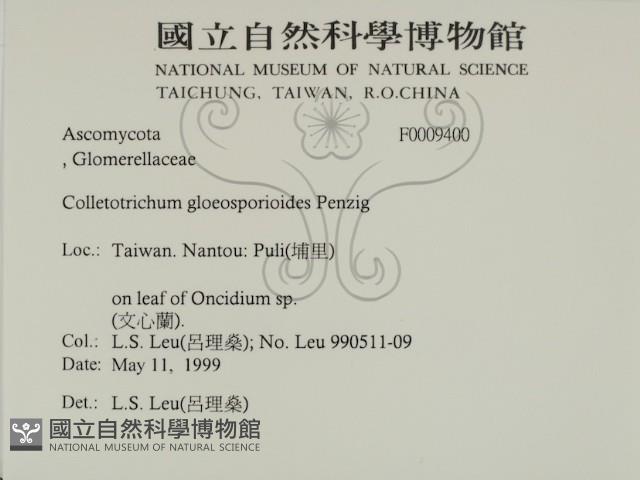 國立自然科學博物館
NATIONAL MUSEUM OF NATURAL SCIENCE
TAICHUNG, TAIWAN, R.O.CHINA
Ascomycota F0009400
, Glomerellaceae
Colletotrichum gloeosporioides Penzig
Loc.: Taiwan. Nantou: Puli(埔里)
on leaf of Oncidium sp.
(文心蘭).
Col.: L.S. Leu(呂理燊); No. Leu 990511-09
Date: May 11, 1999
Det.: L.S. Leu(呂理燊)
國立自然科學博物館
NATIONAL MUSEUM OF NATURAL SCIENCE